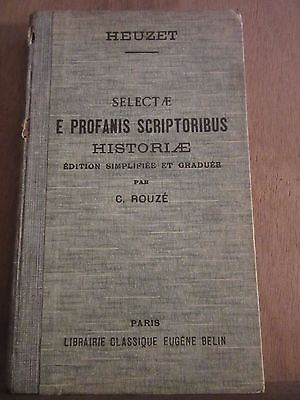 HEUZET
SELECTÆ
E PROFANIS SCRIPTORIBUS
HISTORIÆ
ÉDITION SIMPLIFIÉE ET GRADUÉE
PAR
C. ROUZÉ
PARIS
LIBRAIRIE CLASSIQUE EUGÈNE BELIN